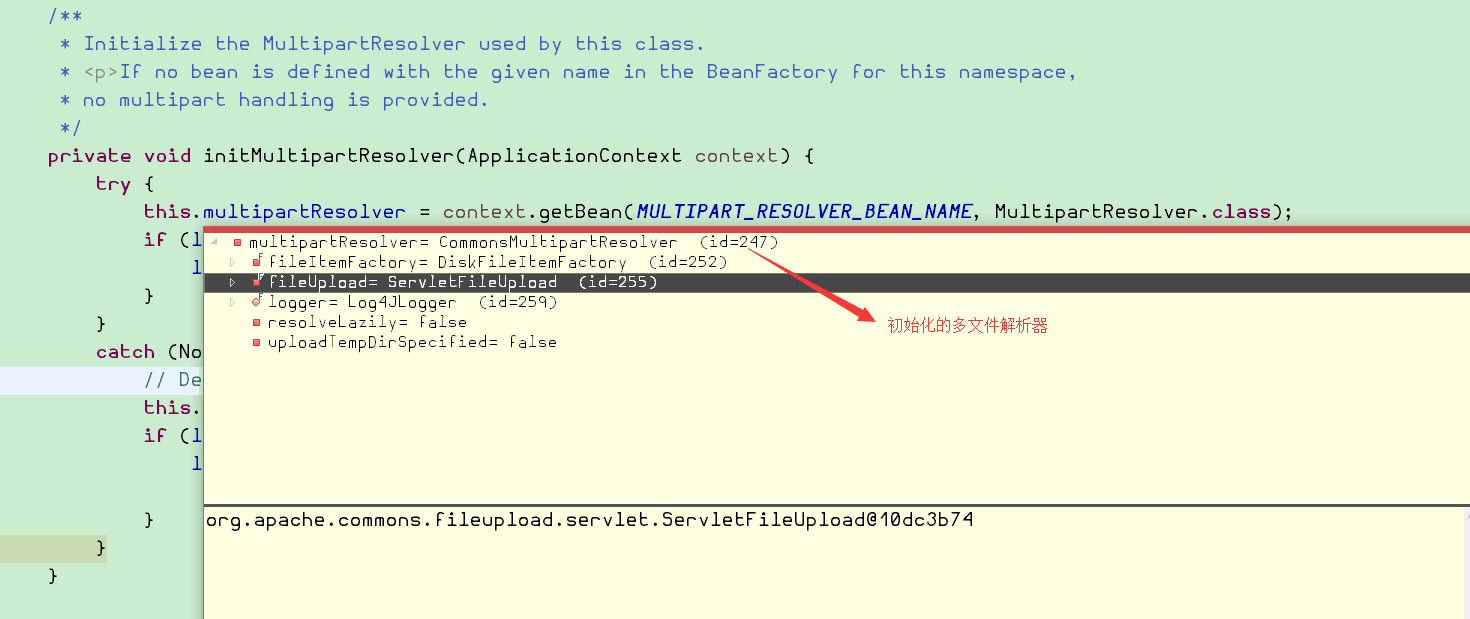 /**
* Initialize the MultipartResolver used by this class.
* <p>If no bean is defined with the given name in the BeanFactory for this namespace,
* no multipart handling is provided.
*/
private void initMultipartResolver(ApplicationContext context) {
try {
this.multipartResolver = context.getBean(MULTIPART_RESOLVER_BEAN_NAME, MultipartResolver.class);
if (l
multipartResolver= CommonsMultipartResolver (id=247)
fileItemFactory= DiskFileItemFactory (id=252)
l
fileUpload= ServletFileUpload (id=255)
}
logger= Log4JLogger (id=259)
}
resolveLazily= false
初始化的多文件解析器
uploadTempDirSpecified= false
catch (No
// De
this.
if (l
l
}
org.apache.commons.fileupload.servlet.ServletFileUpload@10dc3b74
}
}